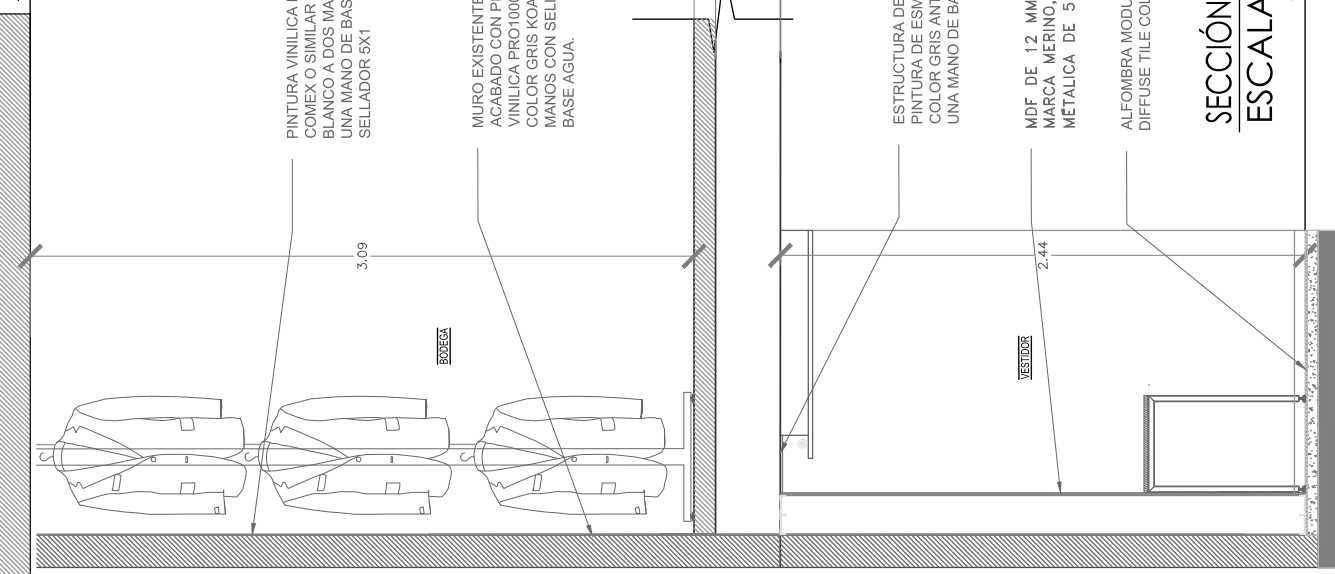 PINTURA VINILICA
COMEX O SIMILAR
BLANCO A DOS MA
UNA MANO DE BAS
SELLADOR 5X1
MURO EXISTENTE
ACABADO CON P
VINILICA PRO1000
COLOR GRIS KOA
MANOS CON SEL
BASE AGUA.
3.09
BODEGA
ESTRUCTURA DE
PINTURA DE ESM
COLOR GRIS ANT
UNA MANO DE BA
MDF DE 12 MM
MARCA MERINO,
METALICA DE 5
ALFOMBRA MODU
DIFFUSE TILE COL
2.44
VESTIDOR
SECCIÓN
ESCALA